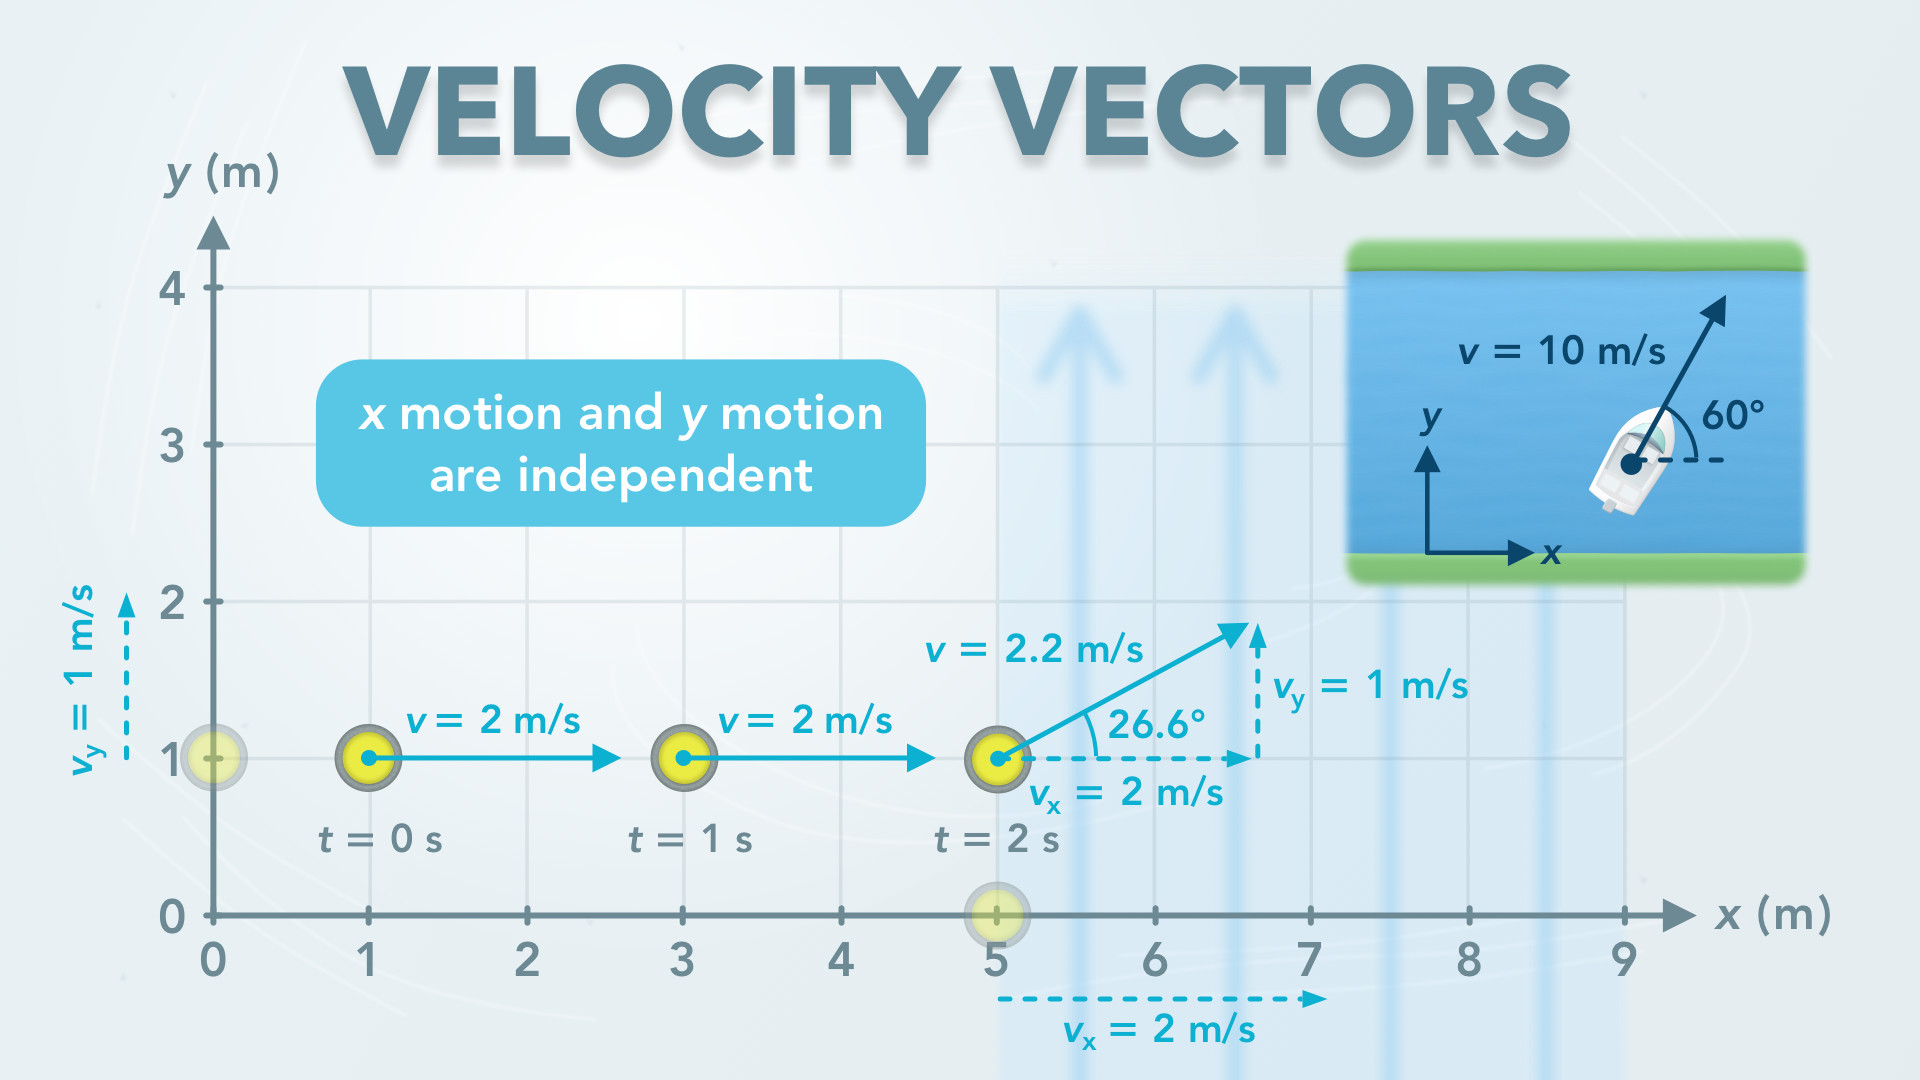 VELOCITY VECTORS
y (m)
4
3
2
1
0
x motion and y motion
are independent
v = 10 m/s
60°
y
x
vy = 1 m/s
v = 2 m/s
v = 2 m/s
v = 2.2 m/s
26.6°
vy = 1 m/s
vx = 2 m/s
t = 0 s
t = 1 s
t = 2 s
0 1 2 3 4 5 6 7 8 9
x (m)
vx = 2 m/s